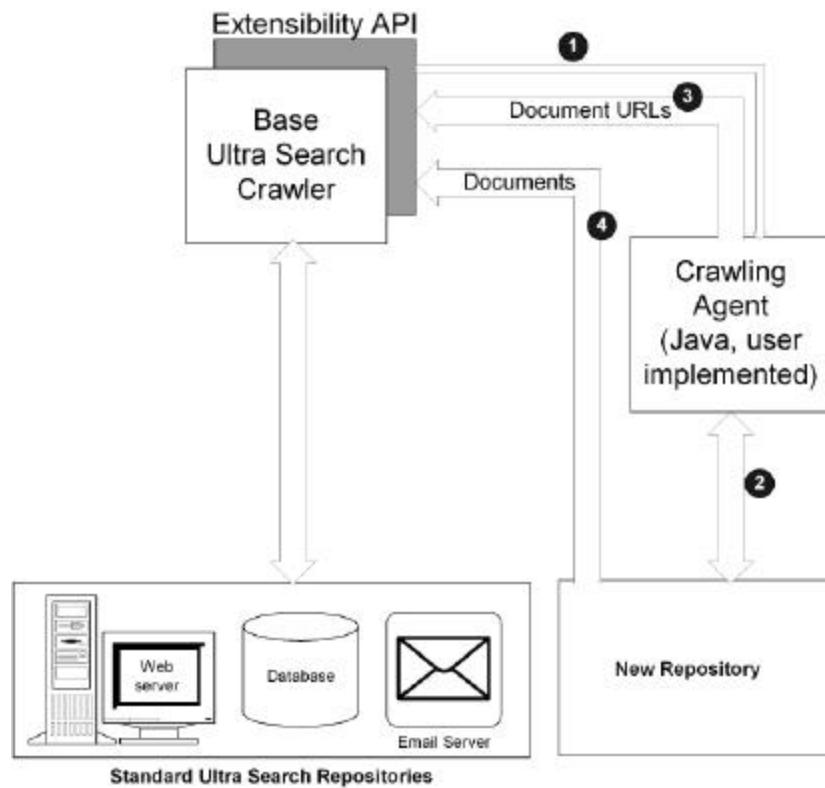 Extensibility API
1
3
Document URLs
Base
Ultra Search
Crawler
Documents
4
Crawling
Agent
(Java, user
implemented)
2
Web
server
Database
Email Server
New Repository
Standard Ultra Search Repositories